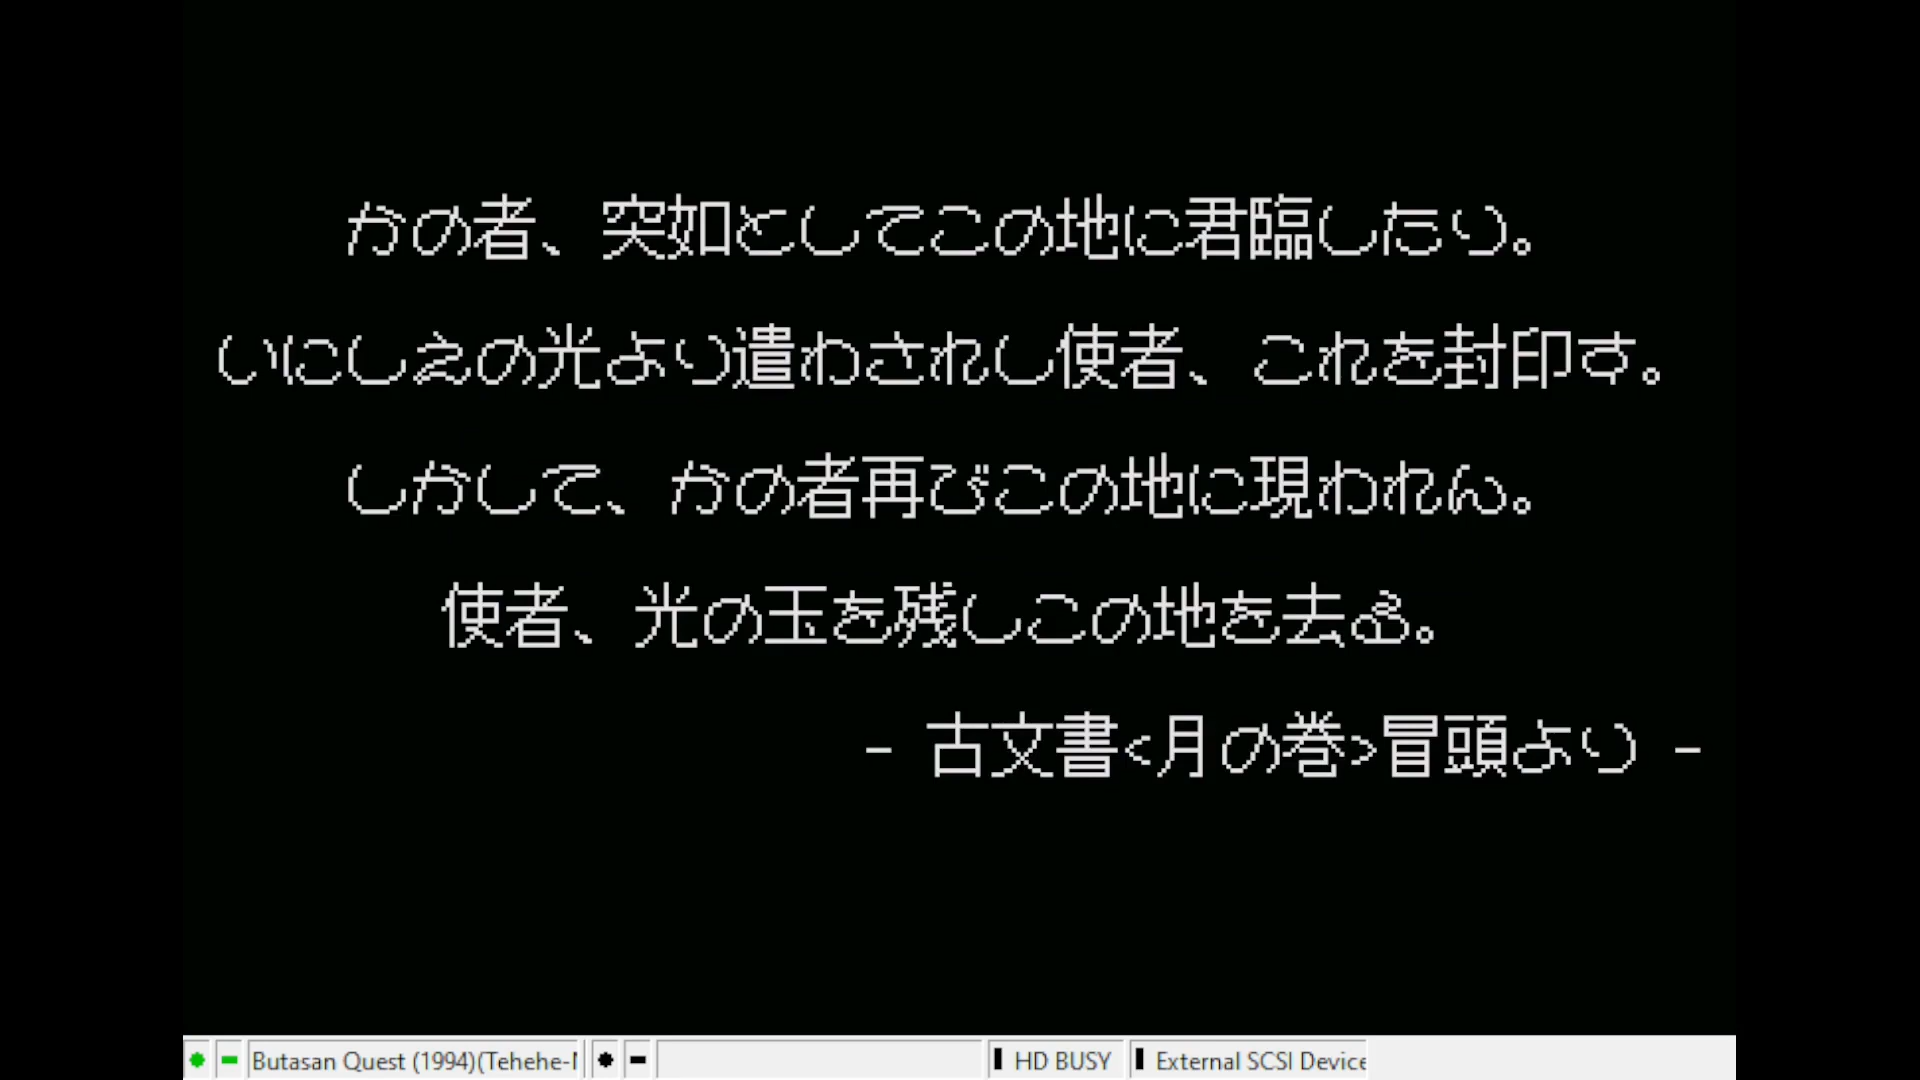 かの者、突如としてこの地に君臨したり。
いにしえの光より遣わされし使者、これを封印す。
しかして、かの者再びこの地に現われん。
使者、光の玉を残しこの地を去る。
- 古文書<月の巻>冒頭より -
Butasan Quest (1994)(Tehehe-
HD BUSY
External SCSI Device